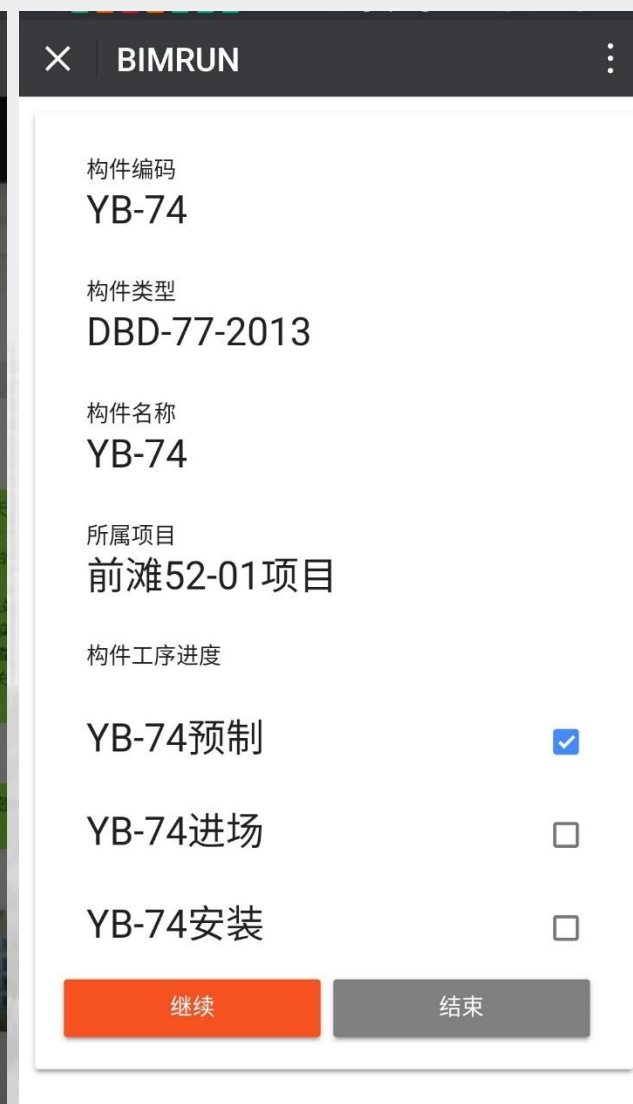 BIMRUN
构件编码
YB-74
构件类型
DBD-77-2013
构件名称
YB-74
所属项目
前滩52-01项目
构件工序进度
YB-74预制
YB-74进场
YB-74安装
继续 结束